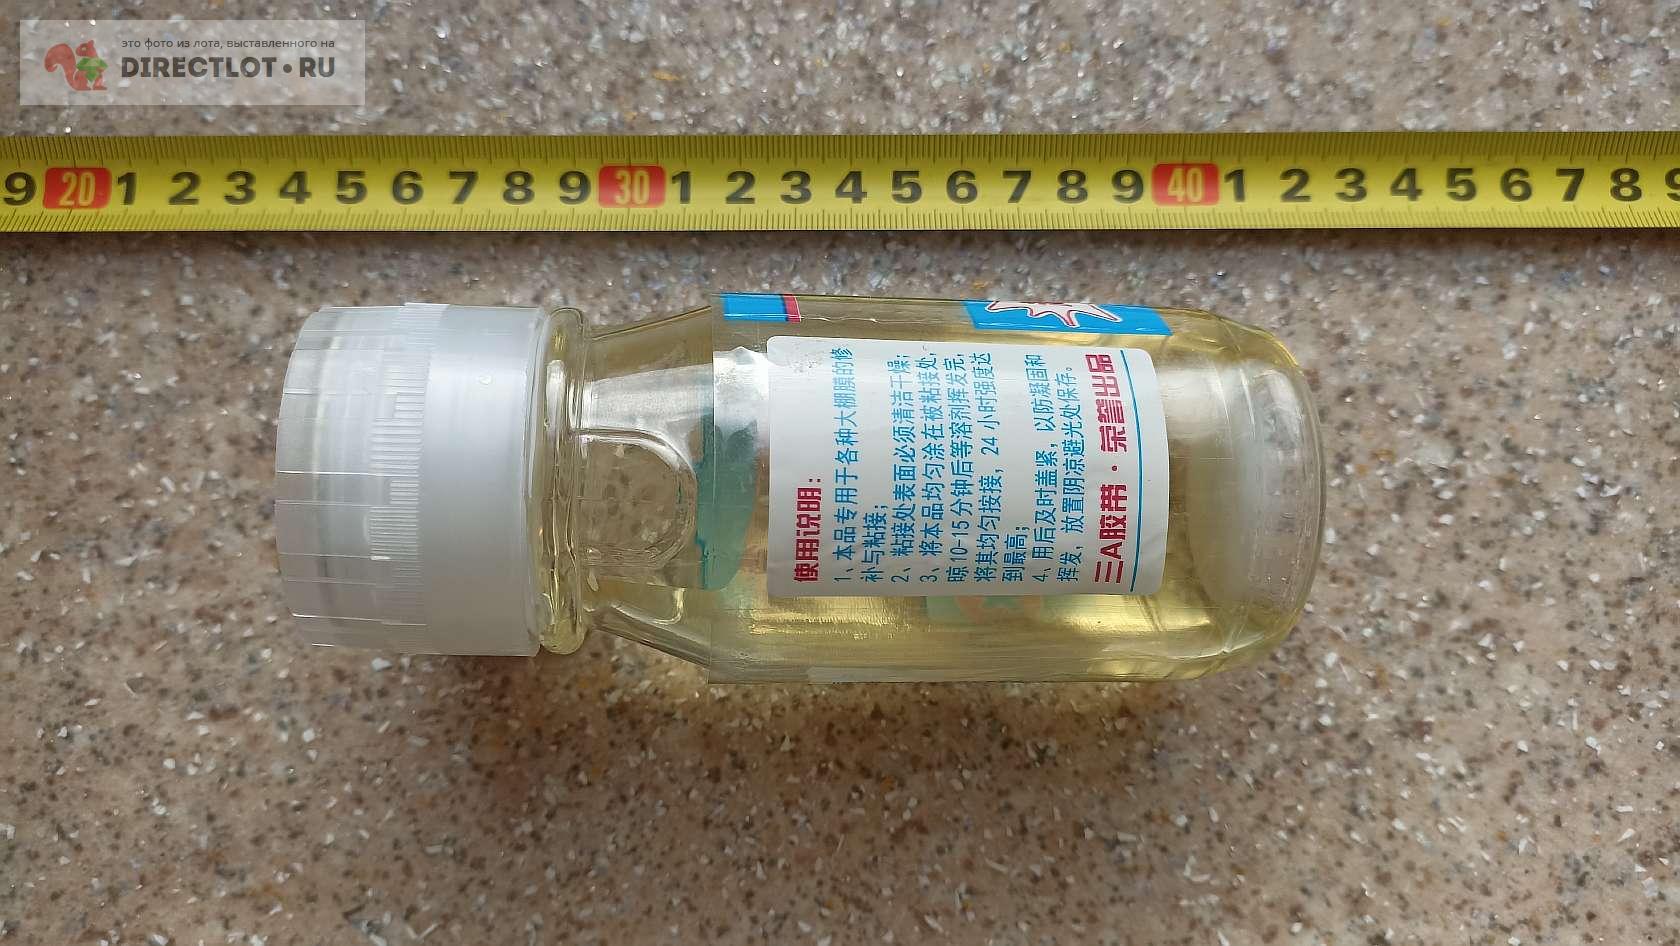 это фото из лота, выставленного на
DIRECTLOT•RU
9 20 1 2 3 4 5 6 7 8 9 30 1 2 3 4 5 6 7 8 9 40 1 2 3 4 5 6 7 8 9
使用说明：
1、本品专用于各种大棚膜的修
补与粘接；
2、粘接处表面必须清洁干燥；
3、将本品均匀涂在被粘接处，
晾10-15分钟后等溶剂挥发完，
将其均匀按接，24小时强度达
到最高；
4、用后及时盖紧，以防凝固和
挥发，放置阴凉避光处保存。
三A胶带·荣誉出品